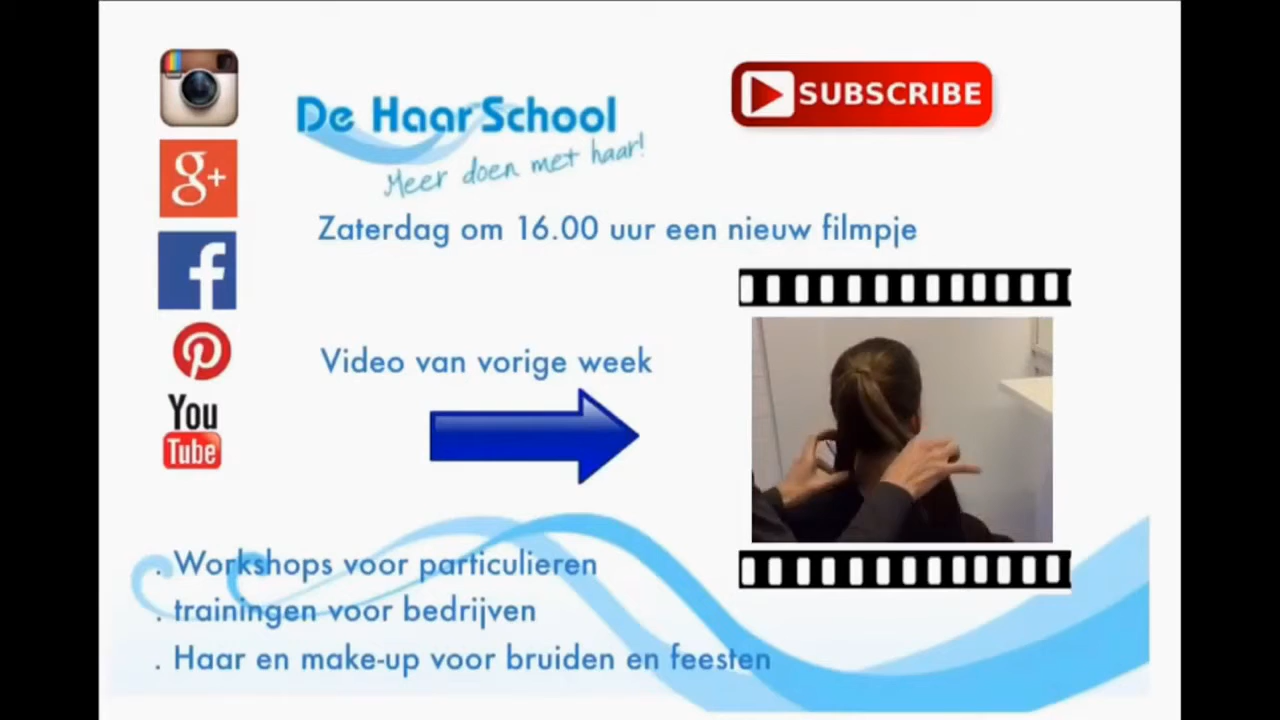 De Haar School
Meer doen met haar!
SUBSCRIBE
g+
f
Zaterdag om 16.00 uur een nieuw filmpje
Video van vorige week
You
Tube
. Workshops voor particulieren
. trainingen voor bedrijven
. Haar en make-up voor bruiden en feesten